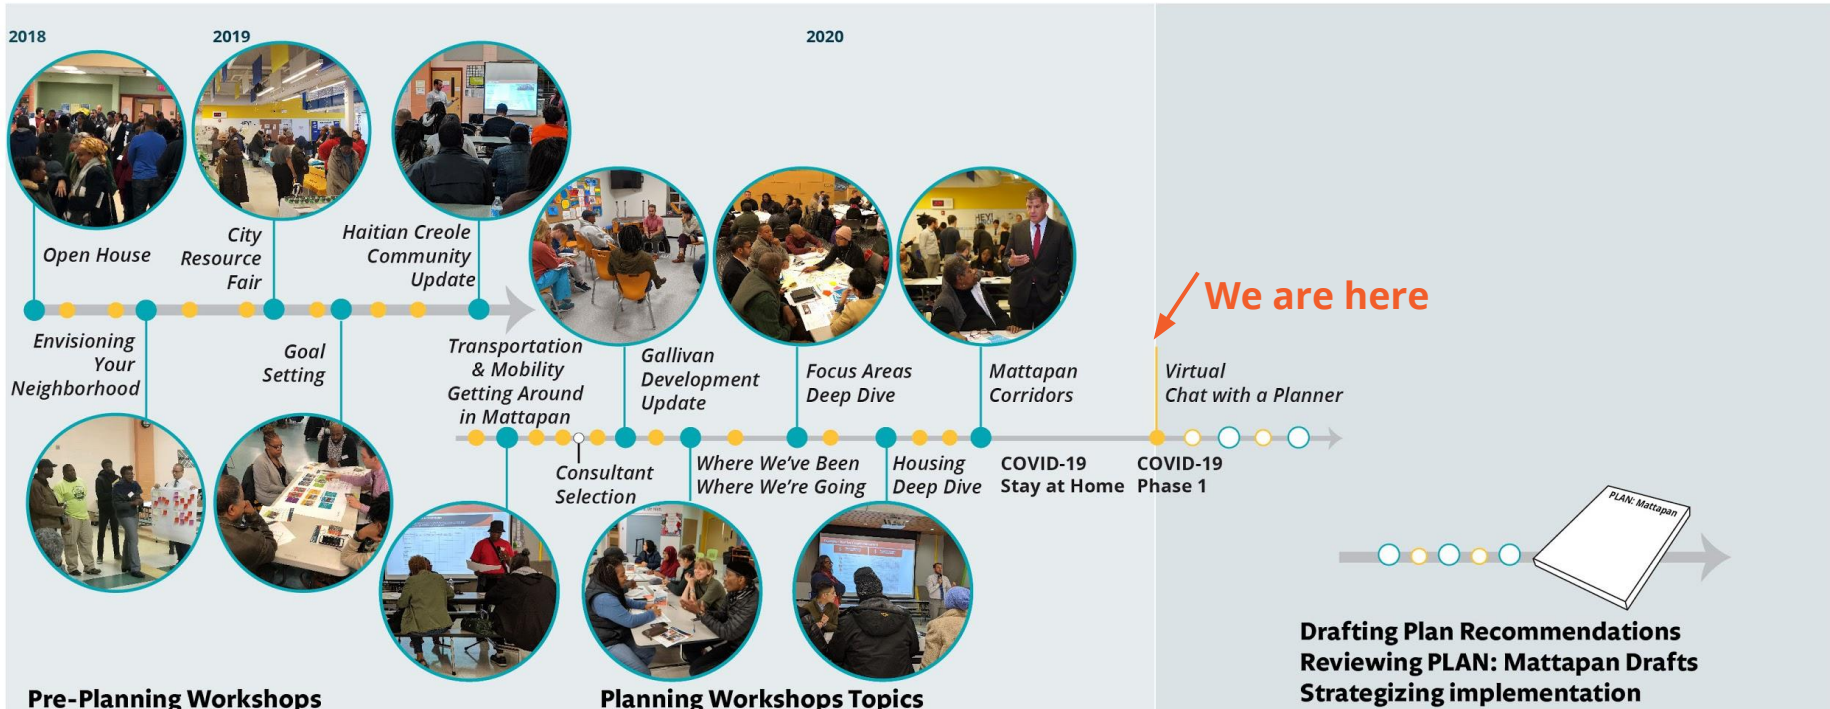 2018
2019
2020
Open House
City
Resource
Fair
Haitian Creole
Community
Update
Envisioning
Your
Neighborhood
Goal
Setting
Transportation
& Mobility
Getting Around
in Mattapan
Gallivan
Development
Update
Focus Areas
Deep Dive
HEY!
Mattapan
Corridors
We are here
Virtual
Chat with a Planner
Consultant
Selection
Where We've Been
Where We're Going
Housing
Deep Dive
COVID-19
Stay at Home
COVID-19
Phase 1
PLAN: Mattapan
Drafting Plan Recommendations
Reviewing PLAN: Mattapan Drafts
Strategizing implementation
Pre-Planning Workshops
Planning Workshops Topics